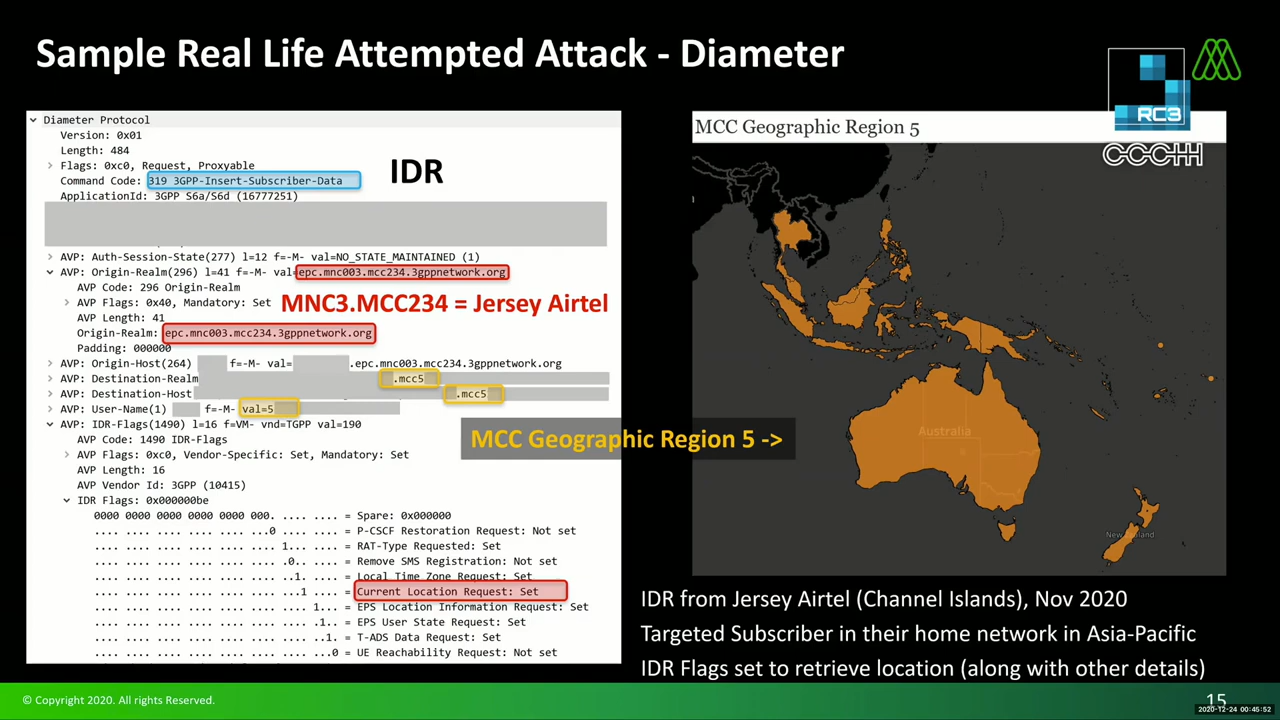 Sample Real Life Attempted Attack - Diameter
RC3
CCCHH
Diameter Protocol
Version: 0x01
Length: 484
Flags: 0xc0, Request, Proxyable
Command Code: 319 3GPP-Insert-Subscriber-Data
IDR
ApplicationId: 3GPP S6a/S6d (16777251)
AVP: Auth-Session-State(277) l=12 f=-M- val=NO_STATE_MAINTAINED (1)
AVP: Origin-Realm(296) l=41 f=-M- val=epc.mnc003.mcc234.3gppnetwork.org
AVP Code: 296 Origin-Realm
AVP Flags: 0x40, Mandatory: Set
MNC3.MCC234 = Jersey Airtel
AVP Length: 41
Origin-Realm: epc.mnc003.mcc234.3gppnetwork.org
Padding: 000000
AVP: Origin-Host(264) f=-M- val= .epc.mnc003.mcc234.3gppnetwork.org
AVP: Destination-Realm .mcc5
AVP: Destination-Host .mcc5
AVP: User-Name(1) f=-M- val=5
AVP: IDR-Flags(1490) l=16 f=VM- vnd=TGPP val=190
AVP Code: 1490 IDR-Flags
AVP Flags: 0xc0, Vendor-Specific: Set, Mandatory: Set
AVP Length: 16
AVP Vendor Id: 3GPP (10415)
IDR Flags: 0x000000be
0000 0000 0000 0000 0000 000. .... .... = Spare: 0x000000
.... .... .... .... .... ...0 .... .... = P-CSCF Restoration Request: Not set
.... .... .... .... .... .... 1... .... = RAT-Type Requested: Set
.... .... .... .... .... .... .0.. .... = Remove SMS Registration: Not set
.... .... .... .... .... .... ..1. .... = Local Time Zone Request: Set
.... .... .... .... .... .... ...1 .... = Current Location Request: Set
.... .... .... .... .... .... .... 1... = EPS Location Information Request: Set
.... .... .... .... .... .... .... .1.. = EPS User State Request: Set
.... .... .... .... .... .... .... ..1. = T-ADS Data Request: Set
.... .... .... .... .... .... .... ...0 = UE Reachability Request: Not set
MCC Geographic Region 5 ->
MCC Geographic Region 5
Australia
New Zealand
IDR from Jersey Airtel (Channel Islands), Nov 2020
Targeted Subscriber in their home network in Asia-Pacific
IDR Flags set to retrieve location (along with other details)
© Copyright 2020. All rights Reserved.
15
2020-12-24 00:45:52